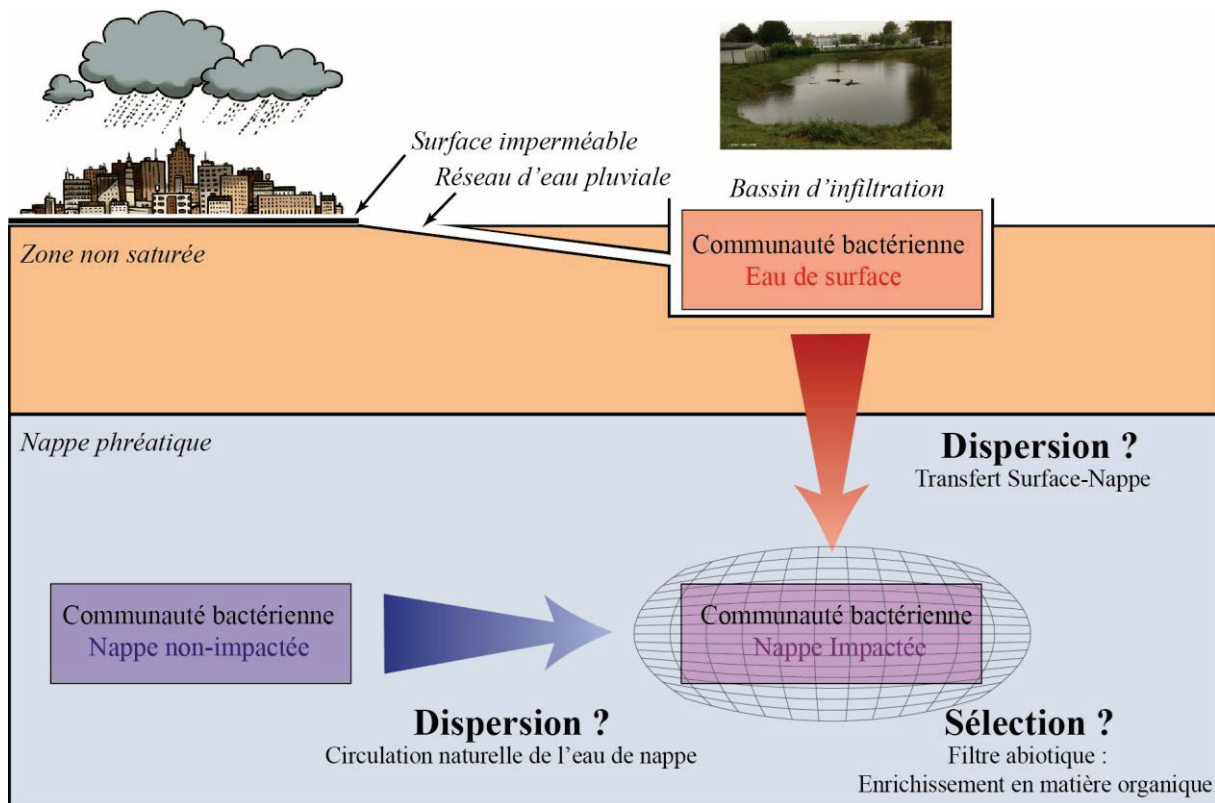 Surface imperméable
Réseau d'eau pluviale
Bassin d'infiltration
Zone non saturée
Communauté bactérienne
Eau de surface
Nappe phréatique
Dispersion ?
Transfert Surface-Nappe
Communauté bactérienne
Nappe non-impactée
Communauté bactérienne
Nappe Impactée
Dispersion ?
Circulation naturelle de l'eau de nappe
Sélection ?
Filtre abiotique :
Enrichissement en matière organique